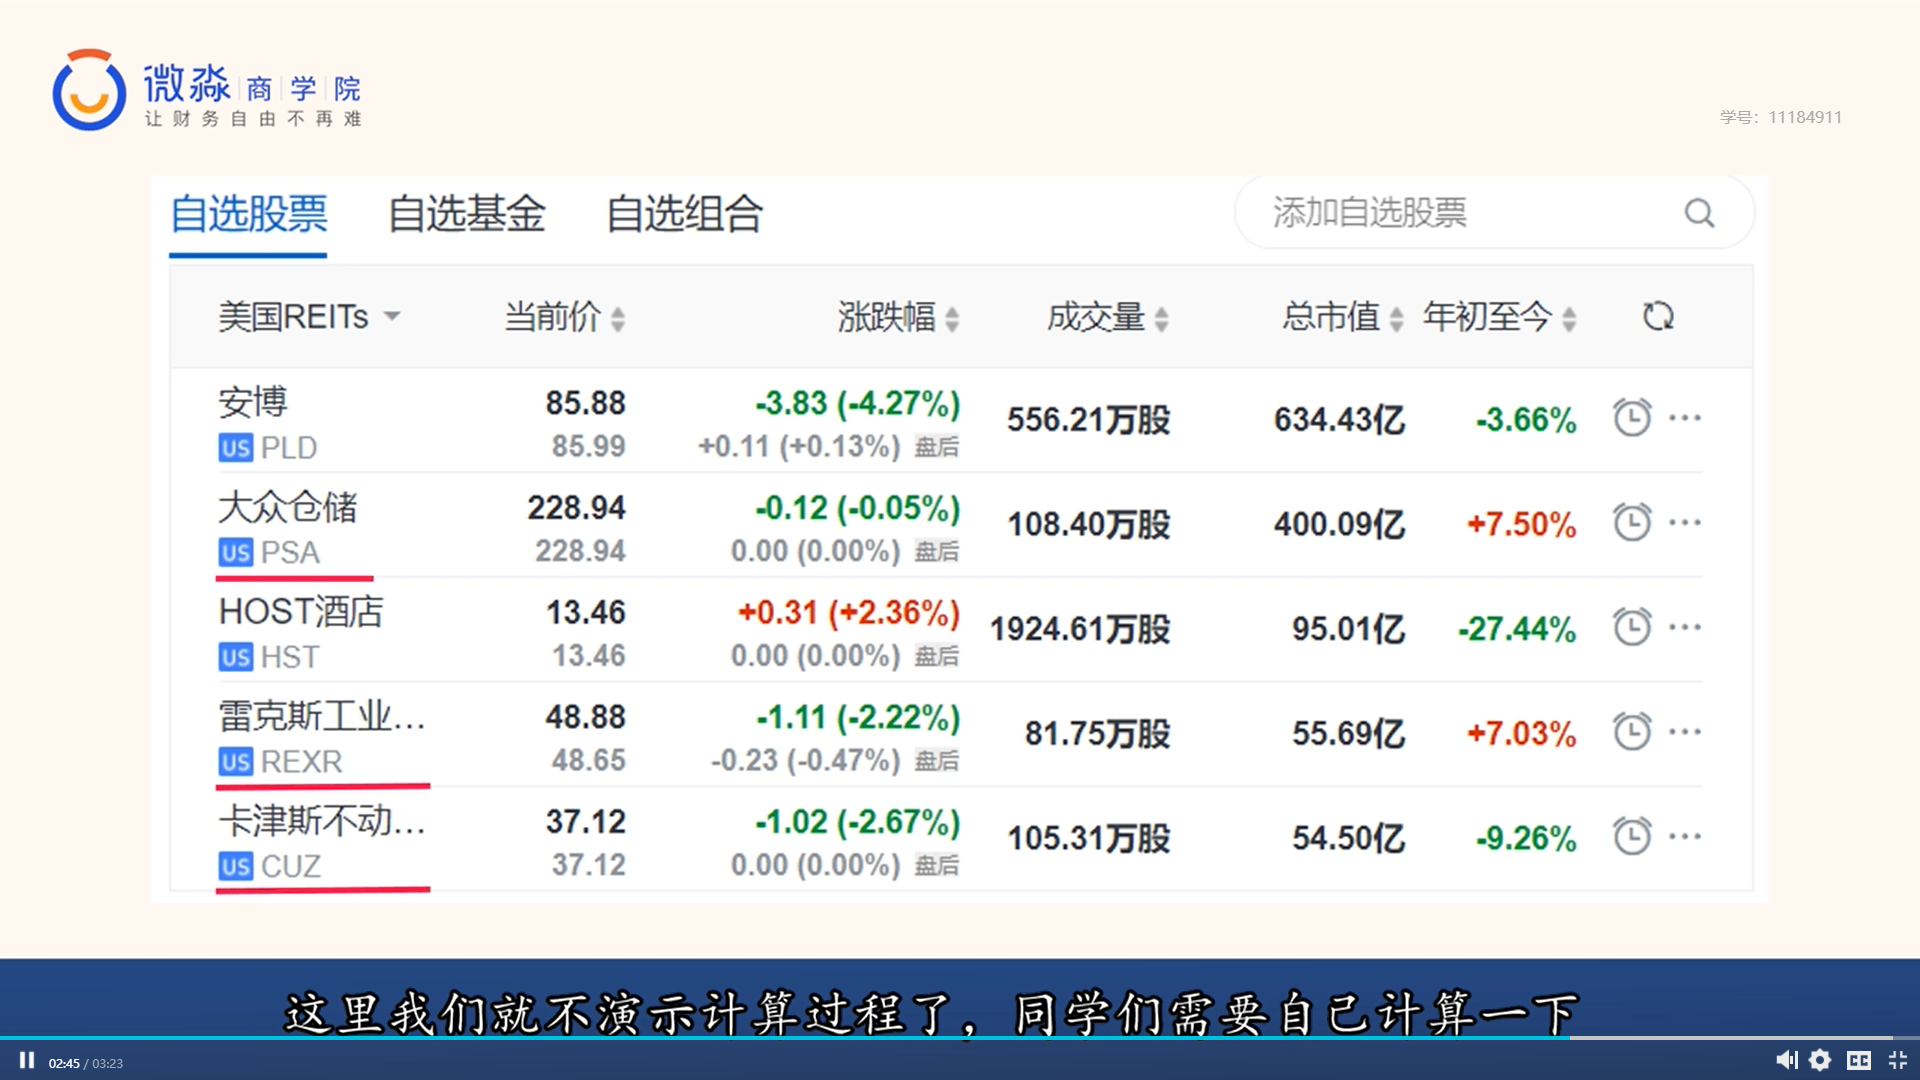 微淼 商 学 院
让财务自由不再难
学号：11184911
自选股票 自选基金 自选组合 添加自选股票
美国REITs 当前价 涨跌幅 成交量 总市值 年初至今
安博 85.88 -3.83 (-4.27%) 556.21万股 634.43亿 -3.66%
US PLD 85.99 +0.11 (+0.13%) 盘后
大众仓储 228.94 -0.12 (-0.05%) 108.40万股 400.09亿 +7.50%
US PSA 228.94 0.00 (0.00%) 盘后
HOST酒店 13.46 +0.31 (+2.36%) 1924.61万股 95.01亿 -27.44%
US HST 13.46 0.00 (0.00%) 盘后
雷克斯工业... 48.88 -1.11 (-2.22%) 81.75万股 55.69亿 +7.03%
US REXR 48.65 -0.23 (-0.47%) 盘后
卡津斯不动... 37.12 -1.02 (-2.67%) 105.31万股 54.50亿 -9.26%
US CUZ 37.12 0.00 (0.00%) 盘后
这里我们就不演示计算过程了，同学们需要自己计算一下
02:45 / 03:23 CC